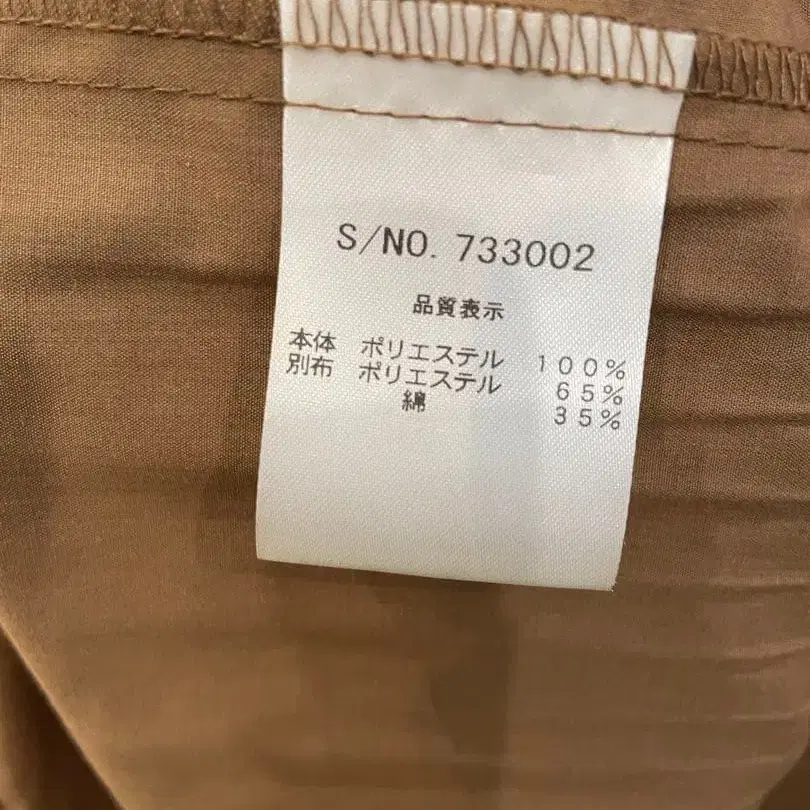 S/NO. 733002
品質表示
本体 ポリエステル 100%
別布 ポリエステル 65%
綿 35%